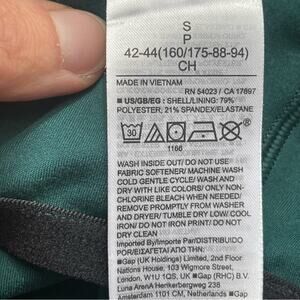 S
P
42-44(160/175-88-94)
CH
MADE IN VIETNAM
RN 54023 / CA 17897
■ US/GB/EG : SHELL/LINING: 79%
POLYESTER; 21% SPANDEX/ELASTANE
30
1166
WASH INSIDE OUT/ DO NOT USE
FABRIC SOFTENER/ MACHINE WASH
COLD GENTLE CYCLE/ WASH AND
DRY WITH LIKE COLORS/ ONLY NON-
CHLORINE BLEACH WHEN NEEDED/
REMOVE PROMPTLY FROM WASHER
AND DRYER/ TUMBLE DRY LOW/ COOL
IRON/ DO NOT IRON PRINT/ DO NOT
DRY CLEAN
Imported By/Importe Par/DISTRIBUIDO
POR/ΕΙΣΑΓΕΤΑΙ ΑΠΟ ΤΗΝ:
■Gap (UK Holdings) Limited, 2nd Floor
Nations House, 103 Wigmore Street,
London, W1U 1QS, UK ■Gap (RHC) B.V.
Luna ArenA Herikerbergweg 238
Amsterdam 1101 CM, Netherlands ■Gap